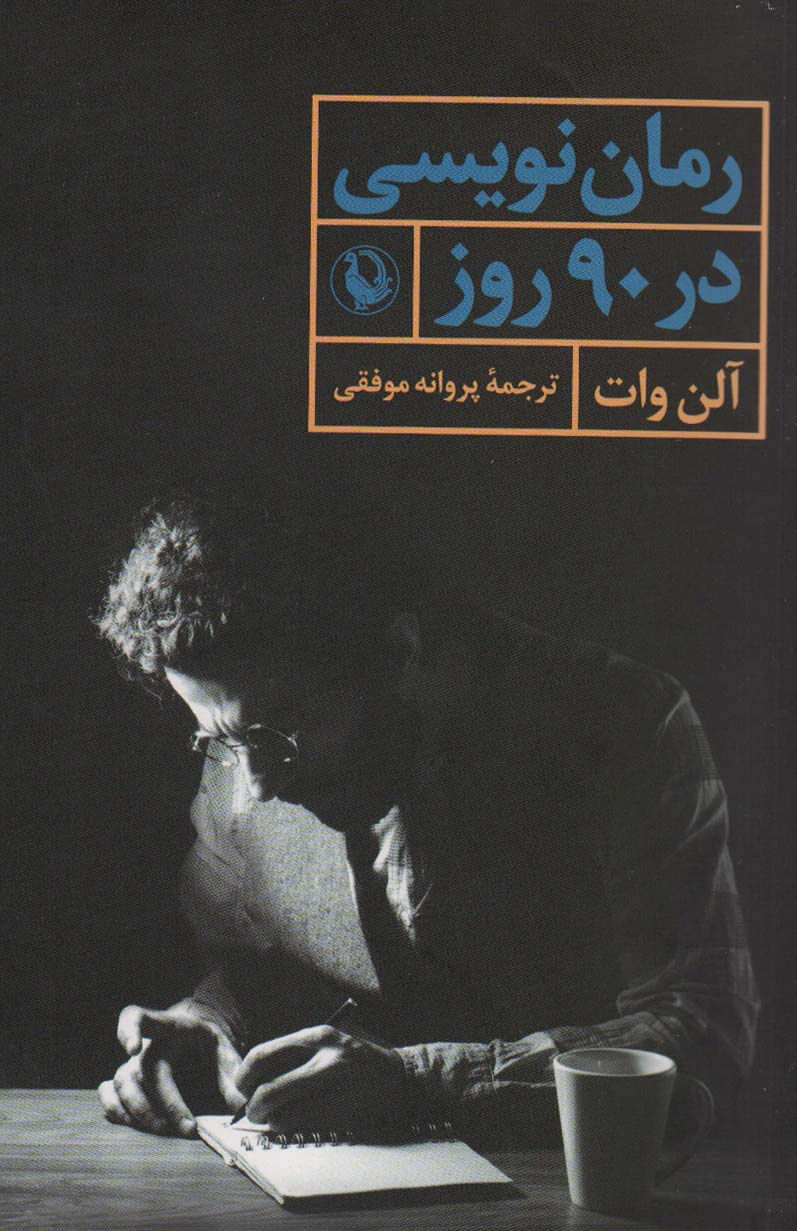 رمان‌نویسی
در ۹۰ روز
آلن وات
ترجمهٔ پروانه موفقی